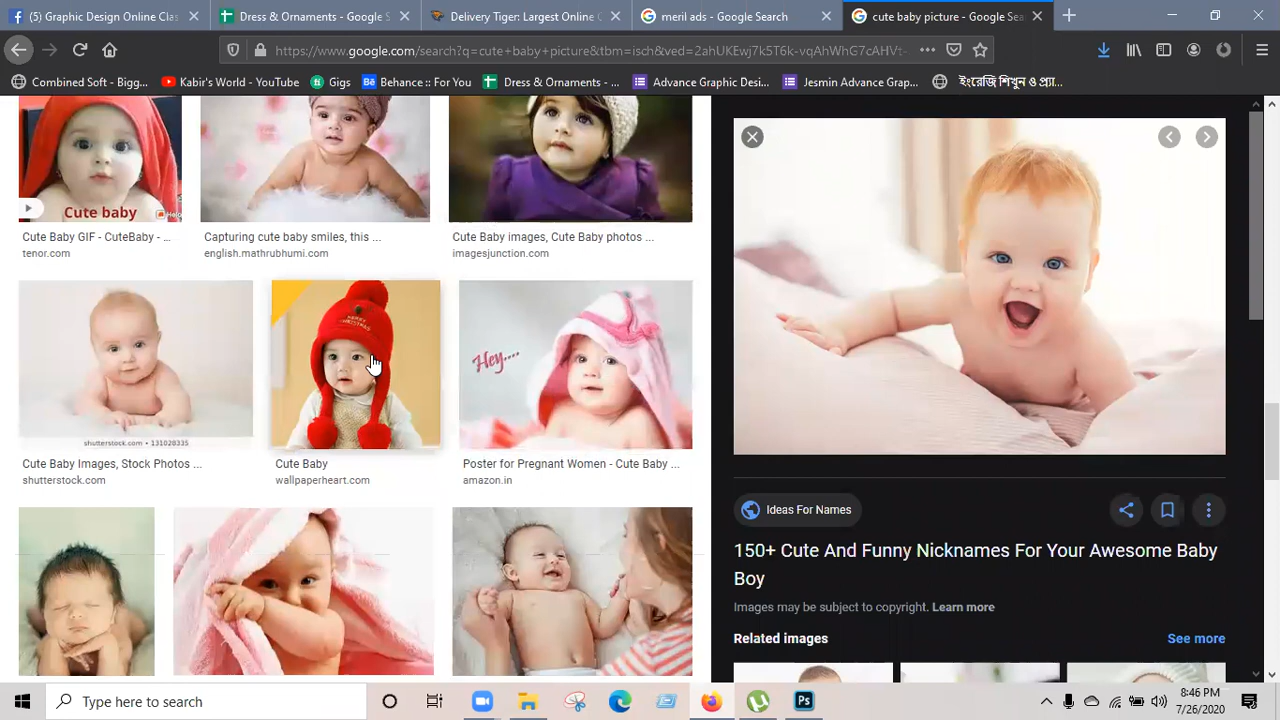 (5) Graphic Design Online Clas
Dress & Ornaments - Google S
Delivery Tiger: Largest Online C
meril ads - Google Search
cute baby picture - Google Sea
https://www.google.com/search?q=cute+baby+picture&tbm=isch&ved=2ahUKEwj7k5T6k-vqAhWhG7cAHVt-
Combined Soft - Bigg...
Kabir's World - YouTube
Gigs
Behance :: For You
Dress & Ornaments - ...
Advance Graphic Desi...
Jesmin Advance Grap...
ইংরেজি শিখুন ও প্র্যা...
Cute baby
Cute Baby GIF - CuteBaby - ...
tenor.com
Capturing cute baby smiles, this ...
english.mathrubhumi.com
Cute Baby images, Cute Baby photos ...
imagesjunction.com
MERRY
CHRISTMAS
Hey....
shutterstock.com • 131028335
Cute Baby Images, Stock Photos ...
shutterstock.com
Cute Baby
wallpaperheart.com
Poster for Pregnant Women - Cute Baby ...
amazon.in
Ideas For Names
150+ Cute And Funny Nicknames For Your Awesome Baby
Boy
Images may be subject to copyright. Learn more
Related images
See more
Type here to search
8:46 PM
7/26/2020